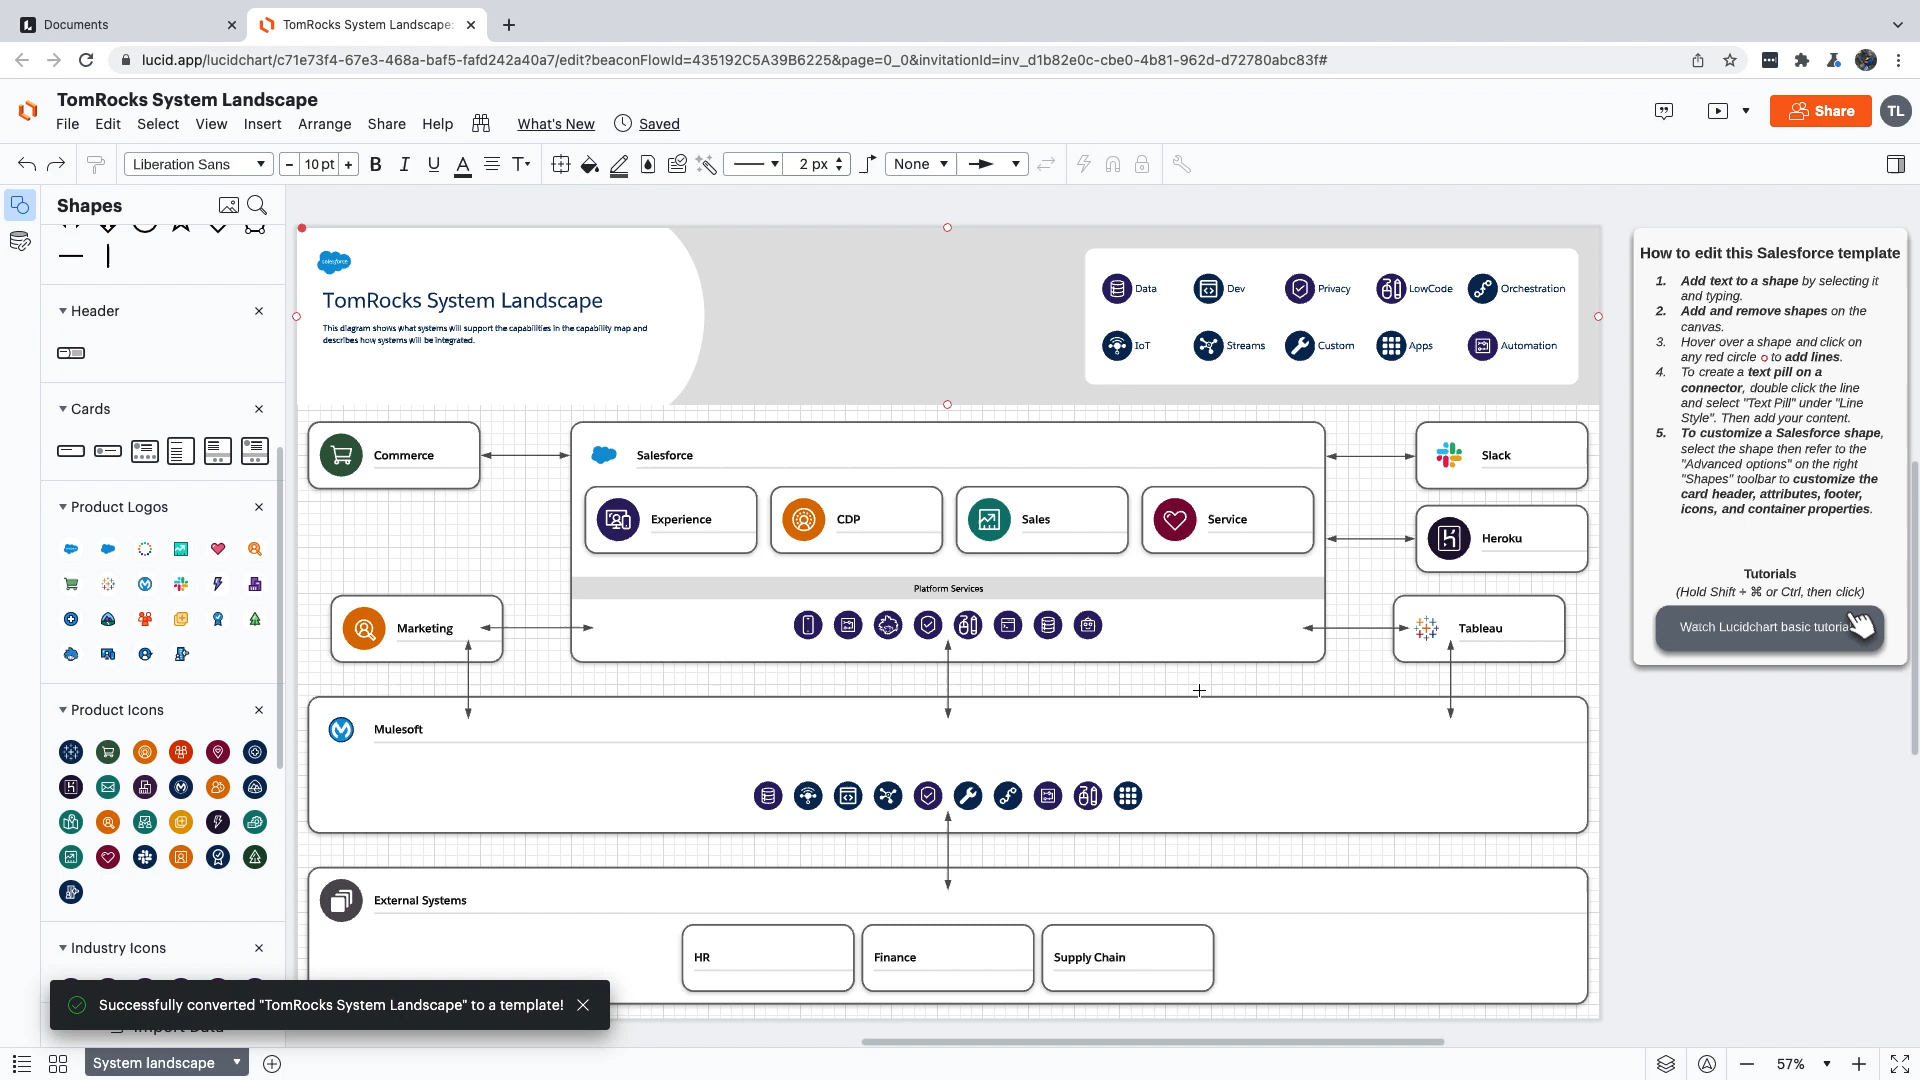 Documents
TomRocks System Landscape:
lucid.app/lucidchart/c71e73f4-67e3-468a-baf5-fafd242a40a7/edit?beaconFlowId=435192C5A39B6225&page=0_0&invitationId=inv_d1b82e0c-cbe0-4b81-962d-d72780abc83f#
TomRocks System Landscape
File Edit Select View Insert Arrange Share Help What's New Saved
Share
TL
Liberation Sans
10 pt
B I U A T
2 px
None
Shapes
Header
Cards
Product Logos
Product Icons
Industry Icons
salesforce
TomRocks System Landscape
This diagram shows what systems will support the capabilities in the capability map and
describes how systems will be integrated.
Data Dev Privacy LowCode Orchestration
IoT Streams Custom Apps Automation
Commerce
Salesforce
Slack
Experience
CDP
Sales
Service
Heroku
Platform Services
Marketing
Tableau
Mulesoft
External Systems
HR
Finance
Supply Chain
How to edit this Salesforce template
1. Add text to a shape by selecting it
and typing.
2. Add and remove shapes on the
canvas.
3. Hover over a shape and click on
any red circle o to add lines.
4. To create a text pill on a
connector, double click the line
and select "Text Pill" under "Line
Style". Then add your content.
5. To customize a Salesforce shape,
select the shape then refer to the
"Advanced options" on the right
"Shapes" toolbar to customize the
card header, attributes, footer,
icons, and container properties.
Tutorials
(Hold Shift + ⌘ or Ctrl, then click)
Watch Lucidchart basic tutoria
Successfully converted "TomRocks System Landscape" to a template!
Import Data
System landscape
57%